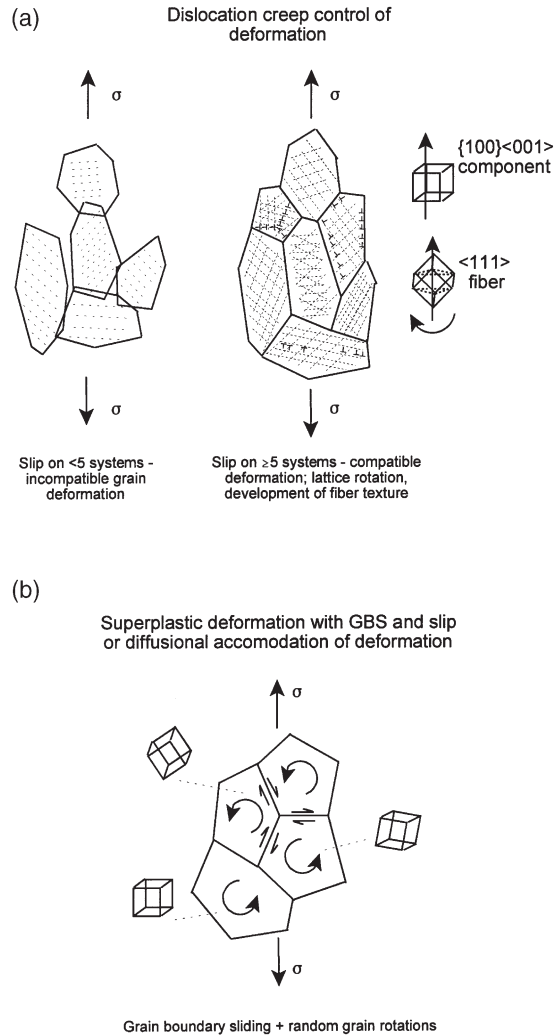 (a)
Dislocation creep control of
deformation
σ
σ
{100}<001>
component
<111>
fiber
σ
σ
Slip on <5 systems -
incompatible grain
deformation
Slip on ≥5 systems - compatible
deformation; lattice rotation,
development of fiber texture
(b)
Superplastic deformation with GBS and slip
or diffusional accomodation of deformation
σ
σ
Grain boundary sliding + random grain rotations